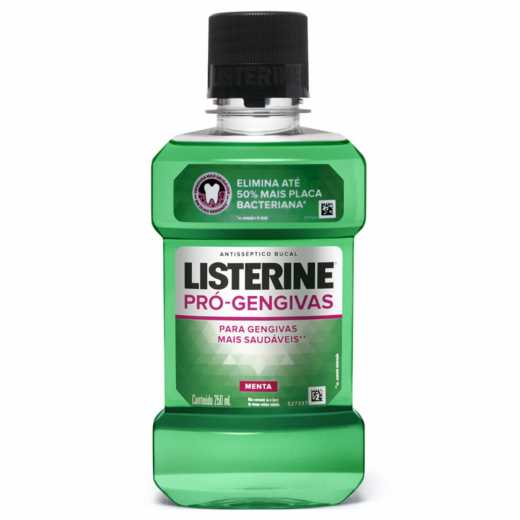 LISTERINE
ELIMINA ATÉ
50% MAIS PLACA
BACTERIANA*
ANTISSÉPTICO BUCAL
LISTERINE®
PRÓ-GENGIVAS
PARA GENGIVAS
MAIS SAUDÁVEIS**
MENTA
Conteúdo 250 mL